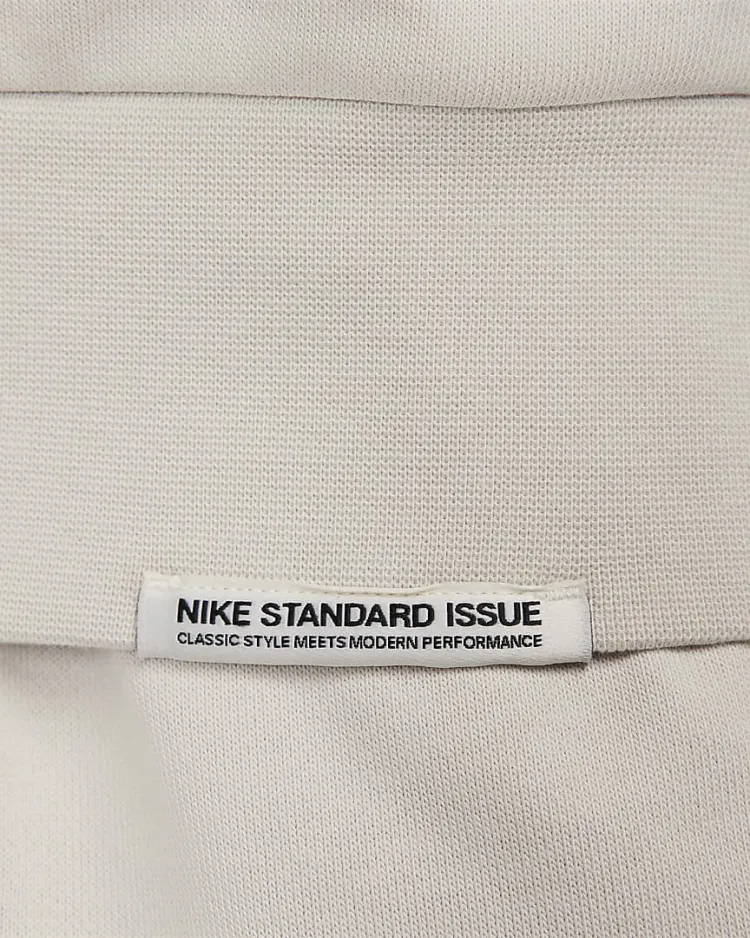 NIKE STANDARD ISSUE
CLASSIC STYLE MEETS MODERN PERFORMANCE